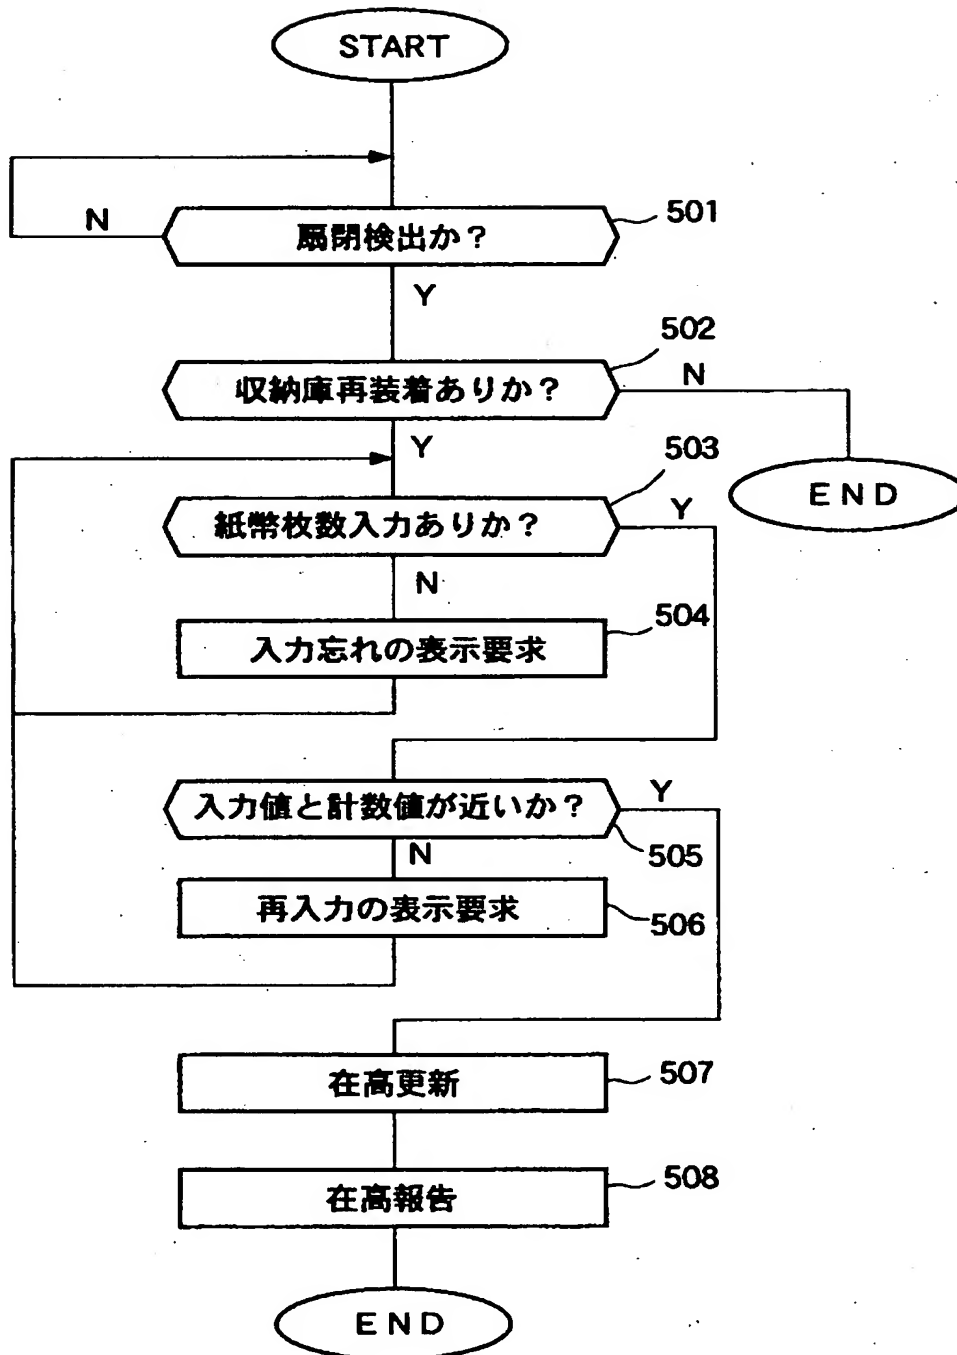 START
N
扉閉検出か？
501
Y
502
収納庫再装着ありか？
N
Y
503
END
紙幣枚数入力ありか？
Y
N
504
入力忘れの表示要求
入力値と計数値が近いか？
Y
505
N
再入力の表示要求
506
在高更新
507
在高報告
508
END